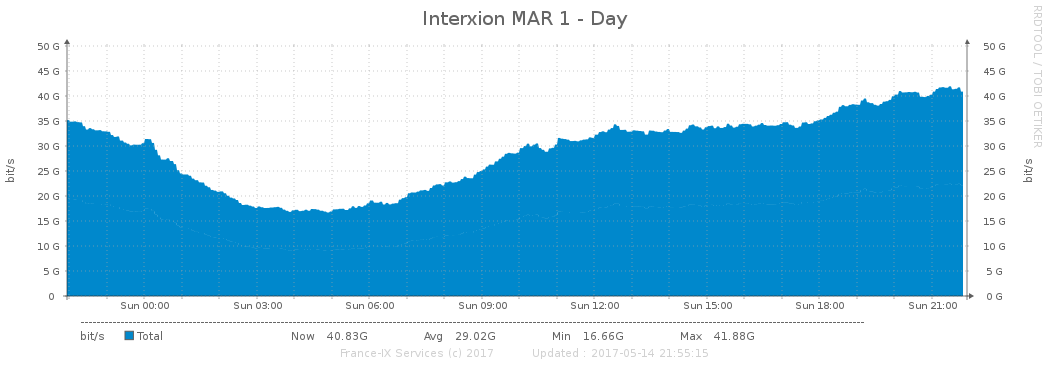 Interxion MAR 1 - Day
RRDTOOL / TOBI OETIKER
bit/s
50 G 50 G
45 G 45 G
40 G 40 G
35 G 35 G
30 G 30 G
25 G 25 G
20 G 20 G
15 G 15 G
10 G 10 G
5 G 5 G
0 0 G
bit/s
Sun 00:00 Sun 03:00 Sun 06:00 Sun 09:00 Sun 12:00 Sun 15:00 Sun 18:00 Sun 21:00
bit/s Total Now 40.83G Avg 29.02G Min 16.66G Max 41.88G
France-IX Services (c) 2017 Updated : 2017-05-14 21:55:15